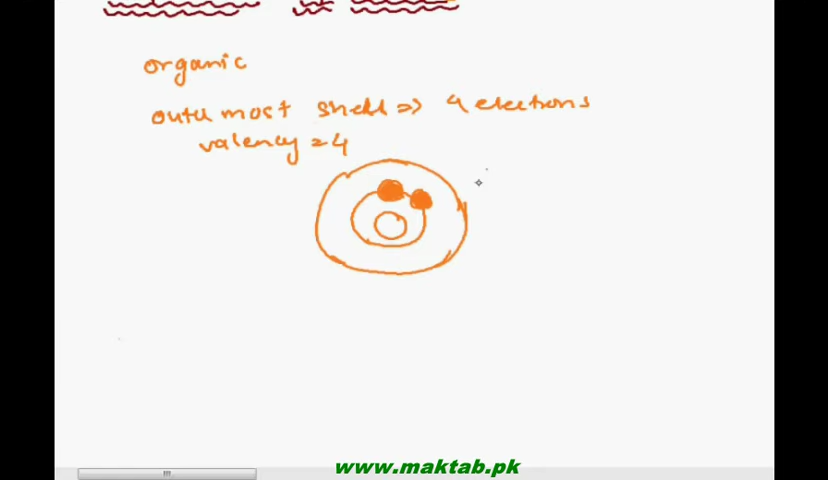 organic
outer most shell => 4 electrons
valency = 4
www.maktab.pk